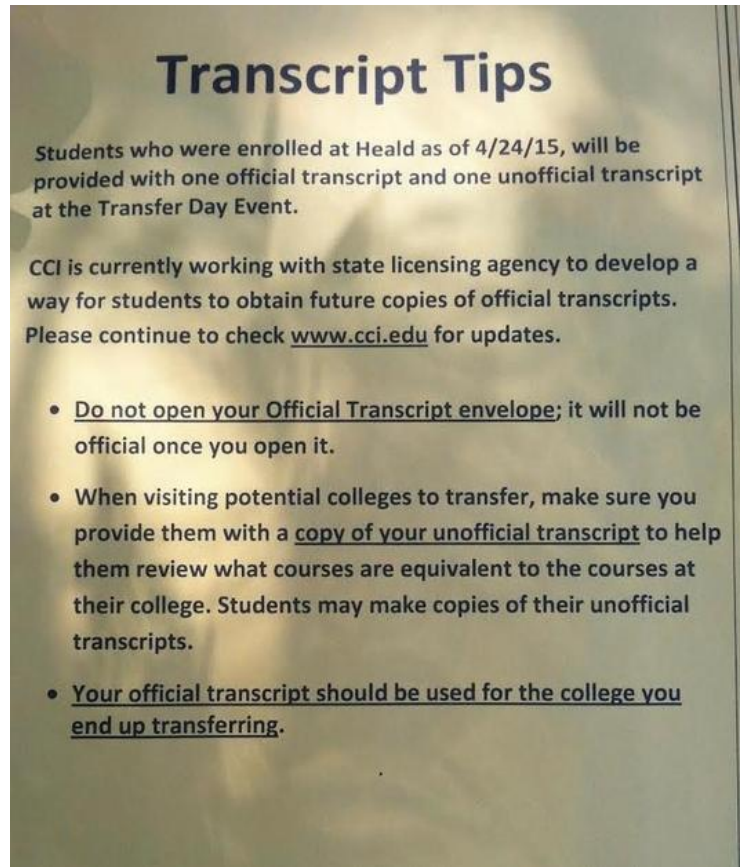 Transcript Tips
Students who were enrolled at Heald as of 4/24/15, will be
provided with one official transcript and one unofficial transcript
at the Transfer Day Event.
CCI is currently working with state licensing agency to develop a
way for students to obtain future copies of official transcripts.
Please continue to check www.cci.edu for updates.
• Do not open your Official Transcript envelope; it will not be
official once you open it.
• When visiting potential colleges to transfer, make sure you
provide them with a copy of your unofficial transcript to help
them review what courses are equivalent to the courses at
their college. Students may make copies of their unofficial
transcripts.
• Your official transcript should be used for the college you
end up transferring.